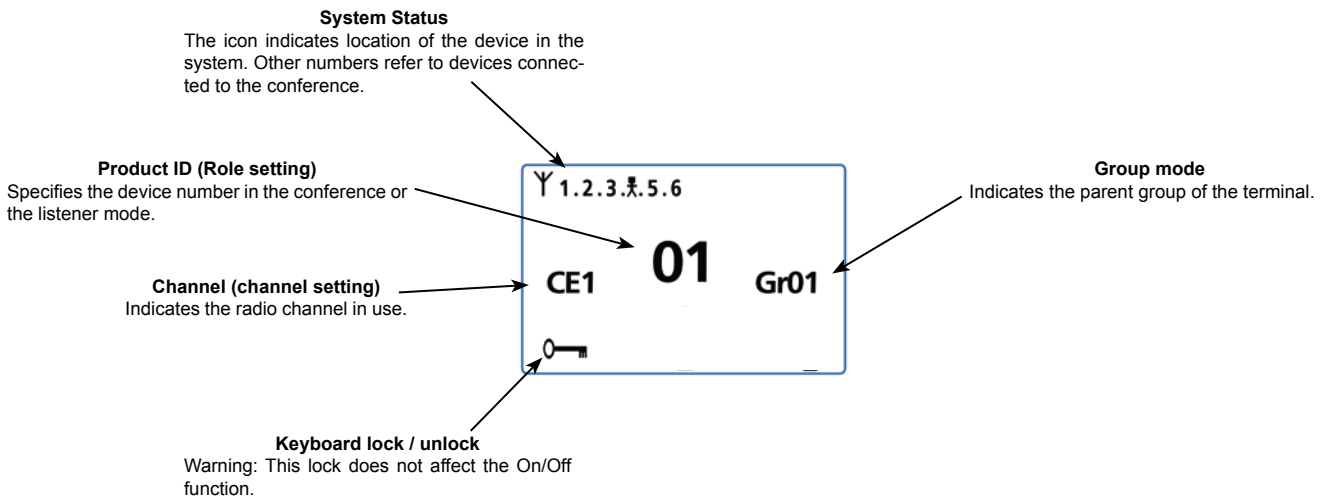 System Status
The icon indicates location of the device in the
system. Other numbers refer to devices connec-
ted to the conference.
Product ID (Role setting)
Specifies the device number in the conference or
the listener mode.
Group mode
Indicates the parent group of the terminal.
1.2.3. .5.6
01
CE1
Gr01
Channel (channel setting)
Indicates the radio channel in use.
Keyboard lock / unlock
Warning: This lock does not affect the On/Off
function.